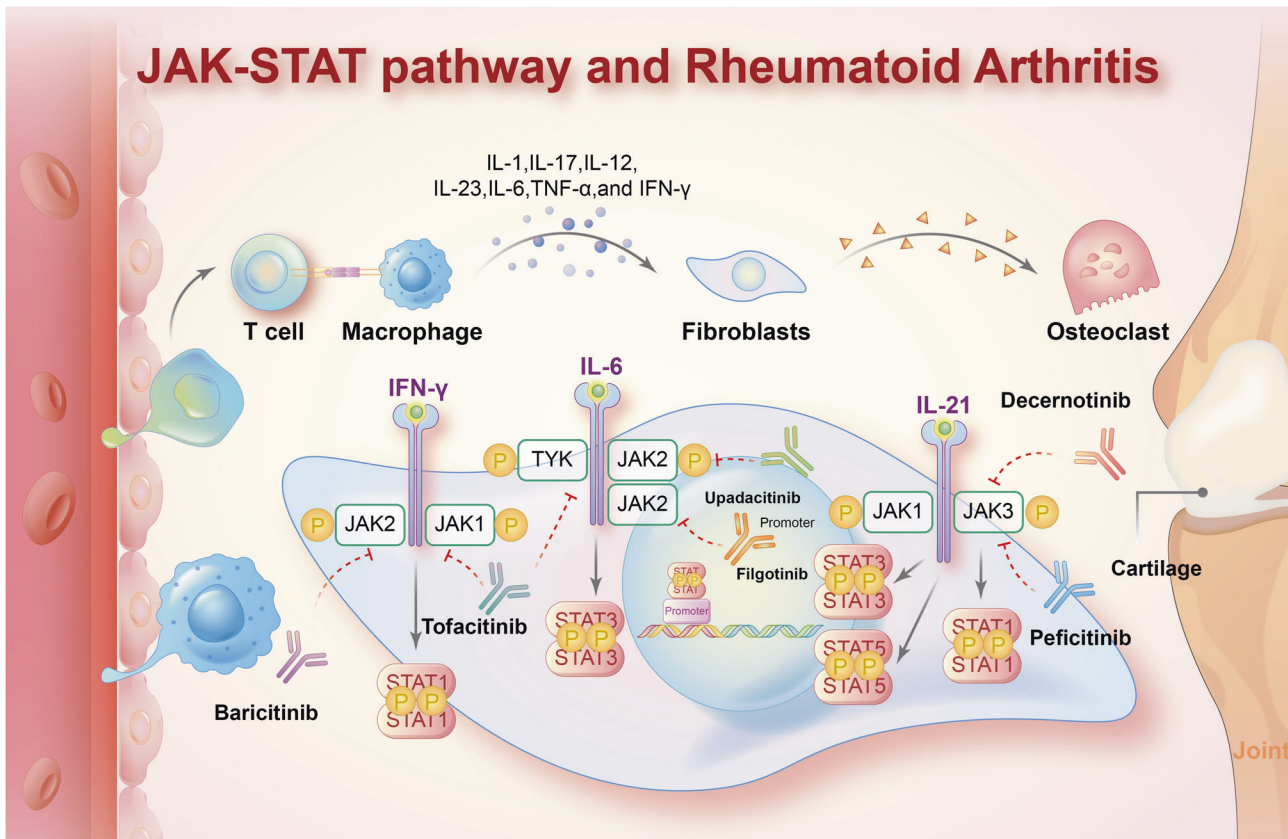 JAK-STAT pathway and Rheumatoid Arthritis
IL-1,IL-17,IL-12,
IL-23,IL-6,TNF-α,and IFN-γ
T cell
Macrophage
Fibroblasts
Osteoclast
IFN-γ
IL-6
IL-21
Decernotinib
P
TYK
JAK2
P
JAK2
P
JAK2
JAK1
P
Upadacitinib
Promoter
Filgotinib
P
JAK1
JAK3
P
Cartilage
Tofacitinib
STAT3
P P
STAT3
STAT
P P
STAT
Promoter
STAT3
P P
STAT3
STAT5
P P
STAT5
STAT1
P P
STAT1
Peficitinib
Baricitinib
STAT1
P P
STAT1
Joint